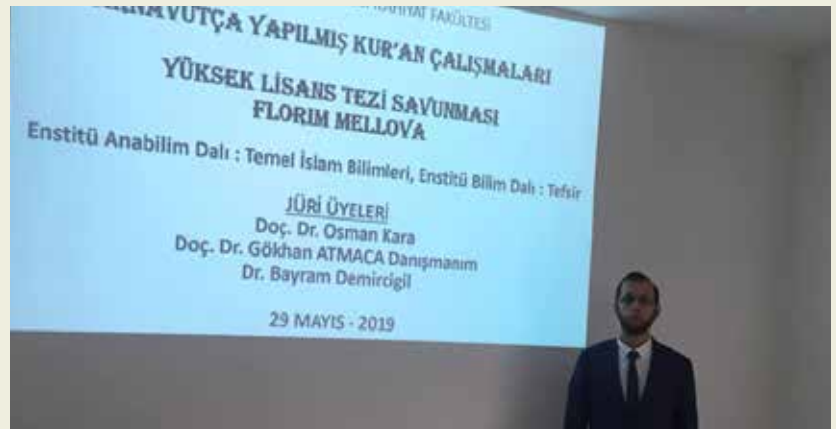 FAKÜLTESİ
YAPILMIŞ KUR'AN ÇALIŞMALARI
YÜKSEK LİSANS TEZİ SAVUNMASI
FLORIM MELLOVA
Enstitü Anabilim Dalı : Temel İslam Bilimleri, Enstitü Bilim Dalı : Tefsir
JÜRİ ÜYELERİ
Doç. Dr. Osman Kara
Doç. Dr. Gökhan ATMACA Danışmanım
Dr. Bayram Demircigil
29 MAYIS - 2019